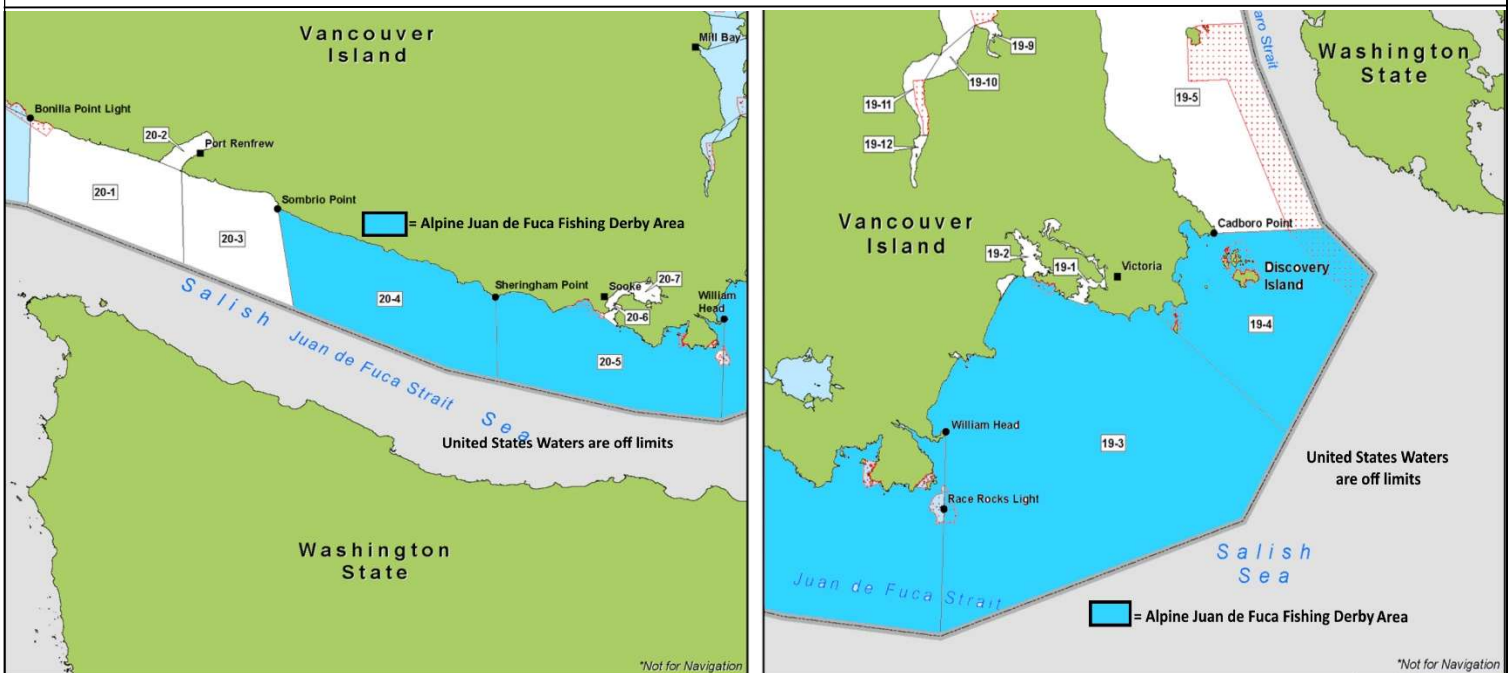 Vancouver
Island
Mill Bay
Bonilla Point Light
20-2
Port Renfrew
20-1
Sombrio Point
= Alpine Juan de Fuca Fishing Derby Area
20-3
20-4
Sheringham Point
Sooke
20-7
20-6
William
Head
20-5
Salish Sea
Juan de Fuca Strait
United States Waters are off limits
Washington
State
*Not for Navigation
19-9
19-10
19-11
19-12
19-5
aro Strait
Washington
State
Vancouver
Island
Cadboro Point
19-2
19-1
Victoria
Discovery
Island
19-4
William Head
19-3
Race Rocks Light
United States Waters
are off limits
Salish
Sea
Juan de Fuca Strait
= Alpine Juan de Fuca Fishing Derby Area
*Not for Navigation